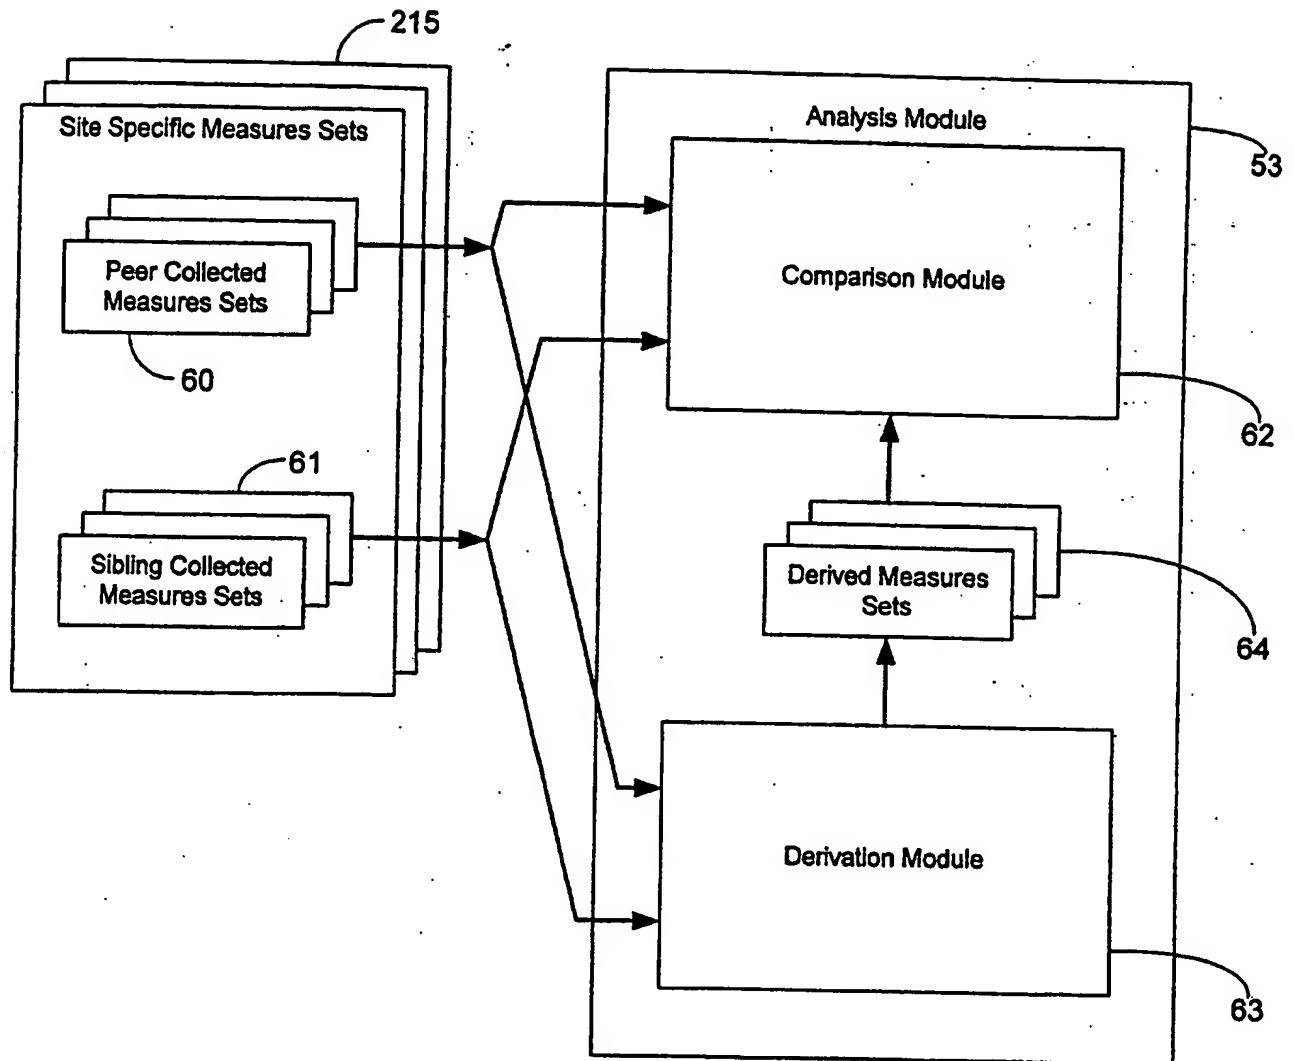 215
Site Specific Measures Sets
Peer Collected
Measures Sets
60
61
Sibling Collected
Measures Sets
Analysis Module
53
Comparison Module
62
Derived Measures
Sets
64
Derivation Module
63